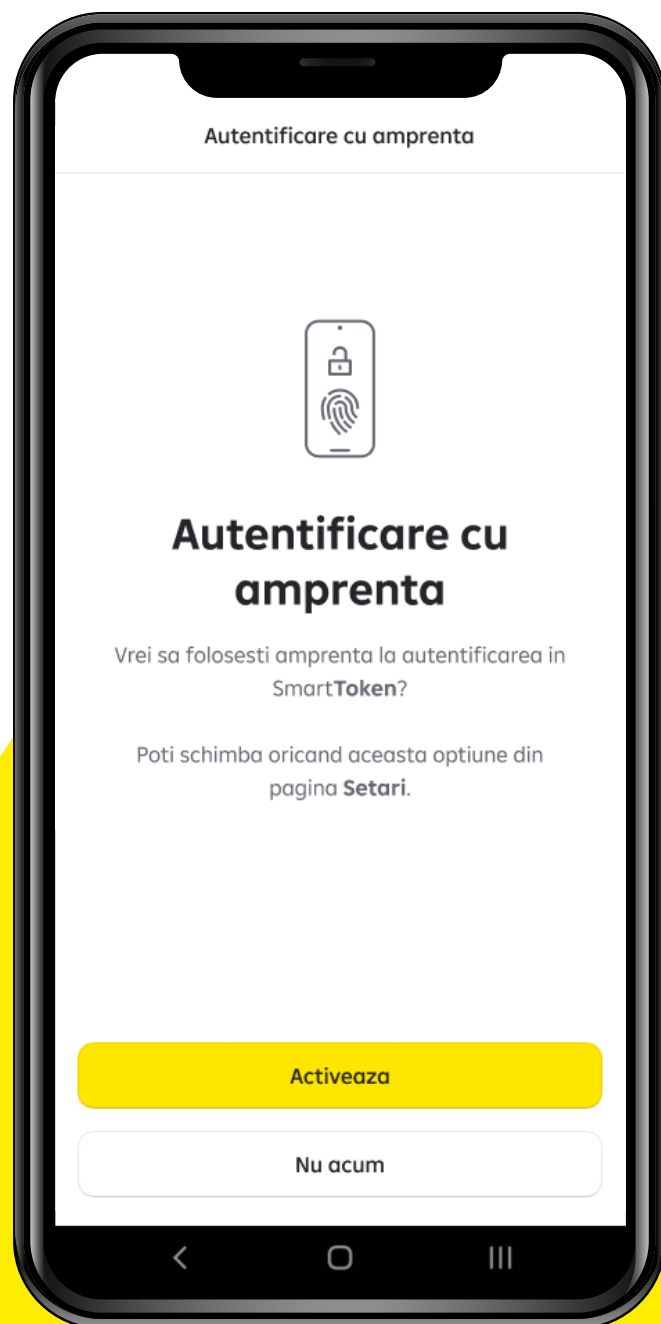 Autentificare cu amprenta
Autentificare cu
amprenta
Vrei sa folosesti amprenta la autentificarea in
SmartToken?
Poti schimba oricand aceasta optiune din
pagina Setari.
Activeaza
Nu acum